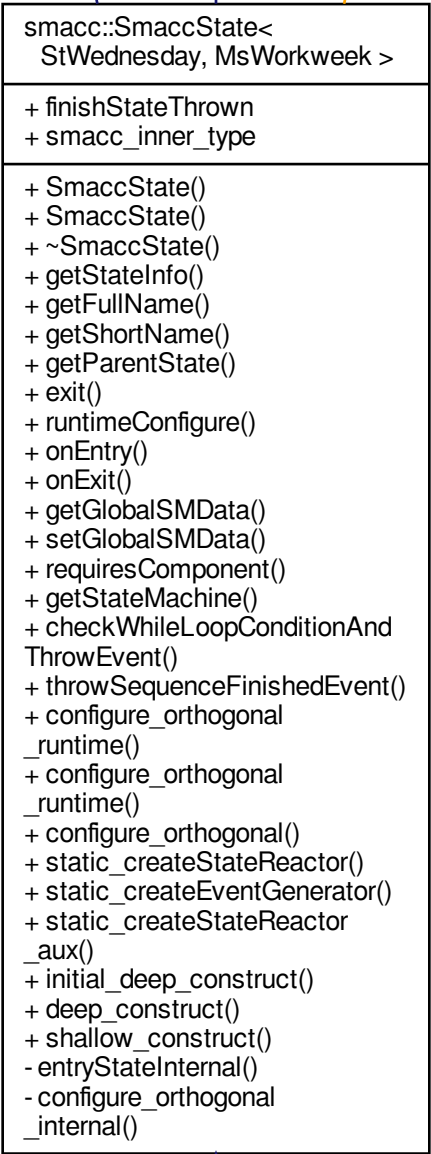 smacc::SmaccState<
StWednesday, MsWorkweek >
+ finishStateThrown
+ smacc_inner_type
+ SmaccState()
+ SmaccState()
+ ~SmaccState()
+ getStateInfo()
+ getFullName()
+ getShortName()
+ getParentState()
+ exit()
+ runtimeConfigure()
+ onEntry()
+ onExit()
+ getGlobalSMData()
+ setGlobalSMData()
+ requiresComponent()
+ getStateMachine()
+ checkWhileLoopConditionAnd
ThrowEvent()
+ throwSequenceFinishedEvent()
+ configure_orthogonal
_runtime()
+ configure_orthogonal
_runtime()
+ configure_orthogonal()
+ static_createStateReactor()
+ static_createEventGenerator()
+ static_createStateReactor
_aux()
+ initial_deep_construct()
+ deep_construct()
+ shallow_construct()
- entryStateInternal()
- configure_orthogonal
_internal()